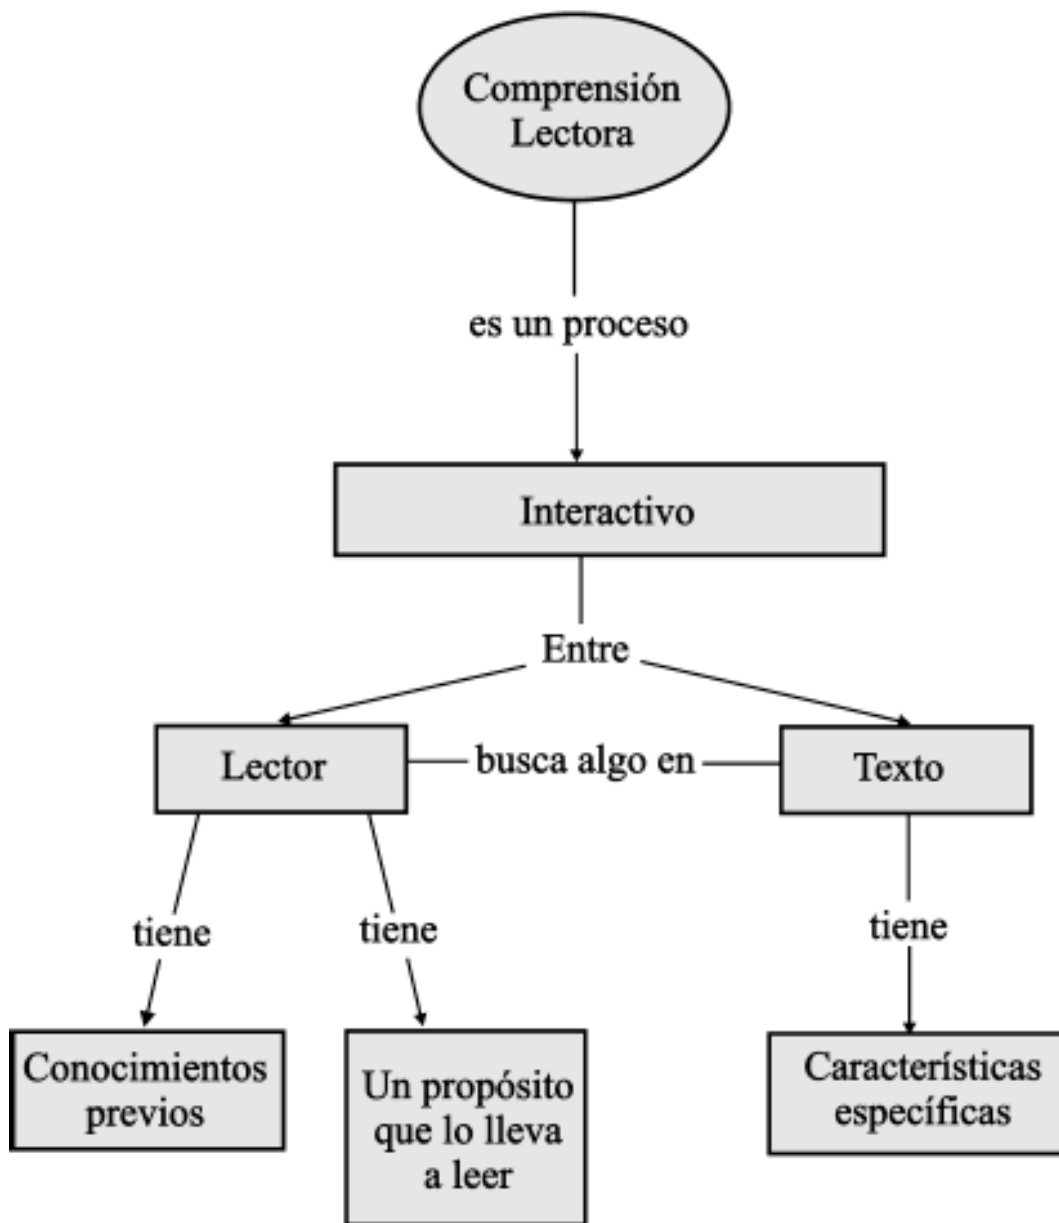 Comprensión
Lectora
es un proceso
Interactivo
Entre
Lector
busca algo en
Texto
tiene
tiene
tiene
Conocimientos
previos
Un propósito
que lo lleva
a leer
Características
específicas